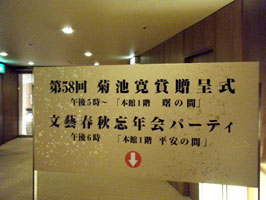 第58回 菊池寛賞贈呈式
午後5時～「本館1階 曙の間」
文藝春秋忘年会パーティ
午後6時 「本館1階 平安の間」